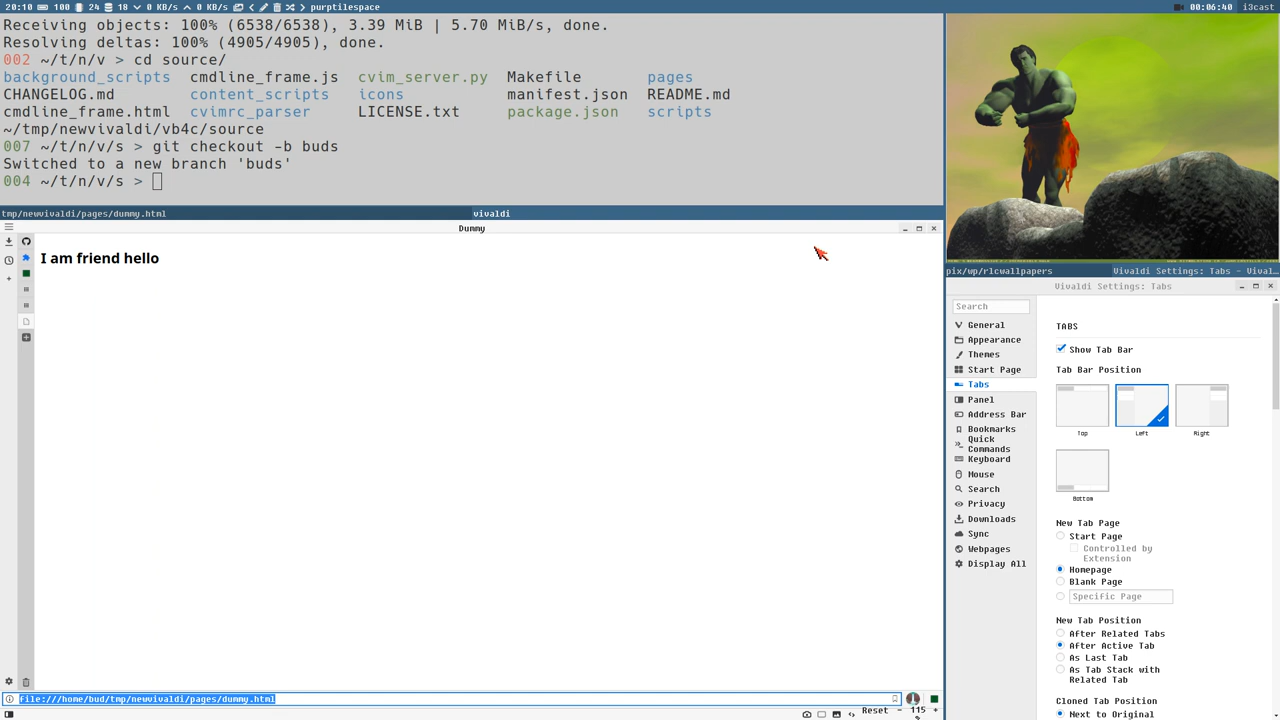 20:10 100 24 18 0 KB/s 0 KB/s > purptilespace 00:06:40 i3cast
Receiving objects: 100% (6538/6538), 3.39 MiB | 5.70 MiB/s, done.
Resolving deltas: 100% (4905/4905), done.
002 ~/t/n/v > cd source/
background_scripts cmdline_frame.js cvim_server.py Makefile pages
CHANGELOG.md content_scripts icons manifest.json README.md
cmdline_frame.html cvimrc_parser LICENSE.txt package.json scripts
~/tmp/newvivaldi/vb4c/source
007 ~/t/n/v/s > git checkout -b buds
Switched to a new branch 'buds'
004 ~/t/n/v/s >
tmp/newvivaldi/pages/dummy.html vivaldi
Dummy
I am friend hello
file:///home/bud/tmp/newvivaldi/pages/dummy.html
Reset - 115 % +
pix/wp/rlcwallpapers Vivaldi Settings: Tabs - Vival…
Vivaldi Settings: Tabs
Search
General
Appearance
Themes
Start Page
Tabs
Panel
Address Bar
Bookmarks
Quick
Commands
Keyboard
Mouse
Search
Privacy
Downloads
Sync
Webpages
Display All
TABS
Show Tab Bar
Tab Bar Position
Top Left Right
Bottom
New Tab Page
Start Page
Controlled by
Extension
Homepage
Blank Page
Specific Page
New Tab Position
After Related Tabs
After Active Tab
As Last Tab
As Tab Stack with
Related Tab
Cloned Tab Position
Next to Original